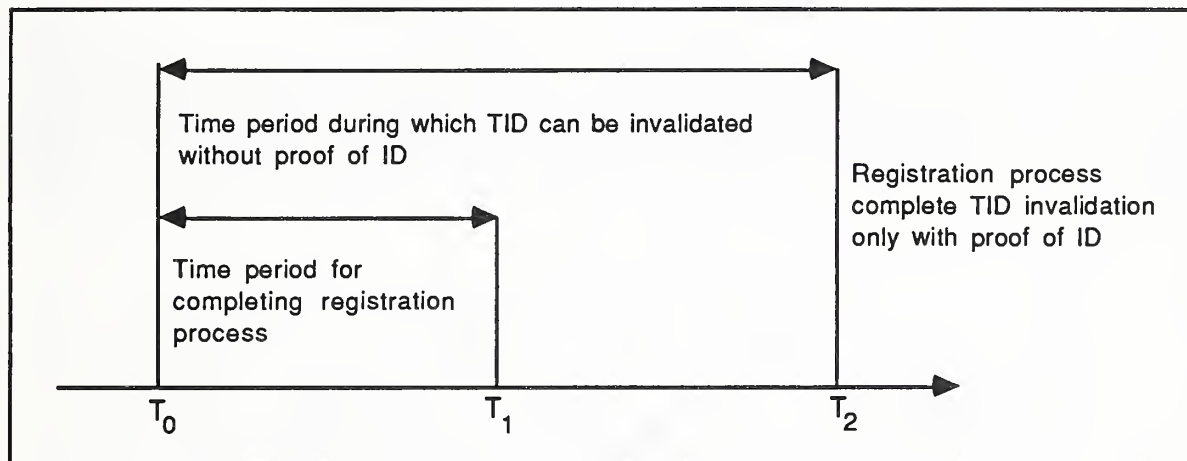 Time period during which TID can be invalidated
without proof of ID
Registration process
complete TID invalidation
only with proof of ID
Time period for
completing registration
process
T0
T1
T2